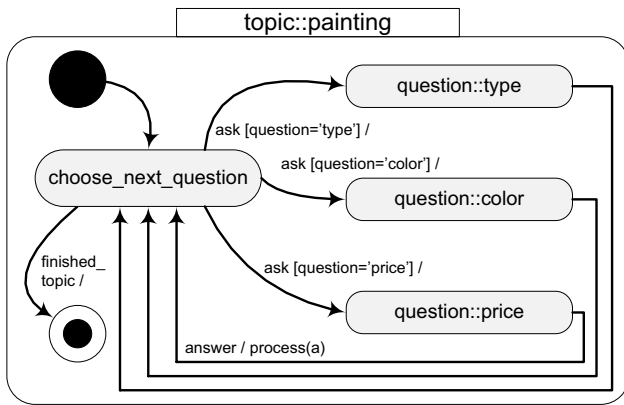 topic::painting
question::type
ask [question='type'] /
ask [question='color'] /
choose_next_question
question::color
finished_
topic /
ask [question='price'] /
question::price
answer / process(a)